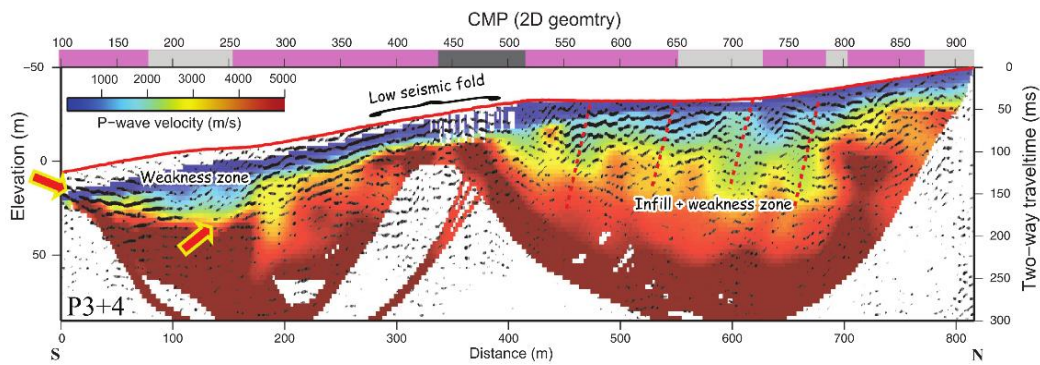 CMP (2D geomtry)
100 150 200 250 300 350 400 450 500 550 600 650 700 750 800 850 900
-50 0
1000 2000 3000 4000 5000
P-wave velocity (m/s)
Low seismic fold
50
Elevation (m)
0
100
Weakness zone
150
Infill + weakness zone
200
50
250
P3+4
300
Two-way traveltime (ms)
0 100 200 300 400 500 600 700 800
S Distance (m) N